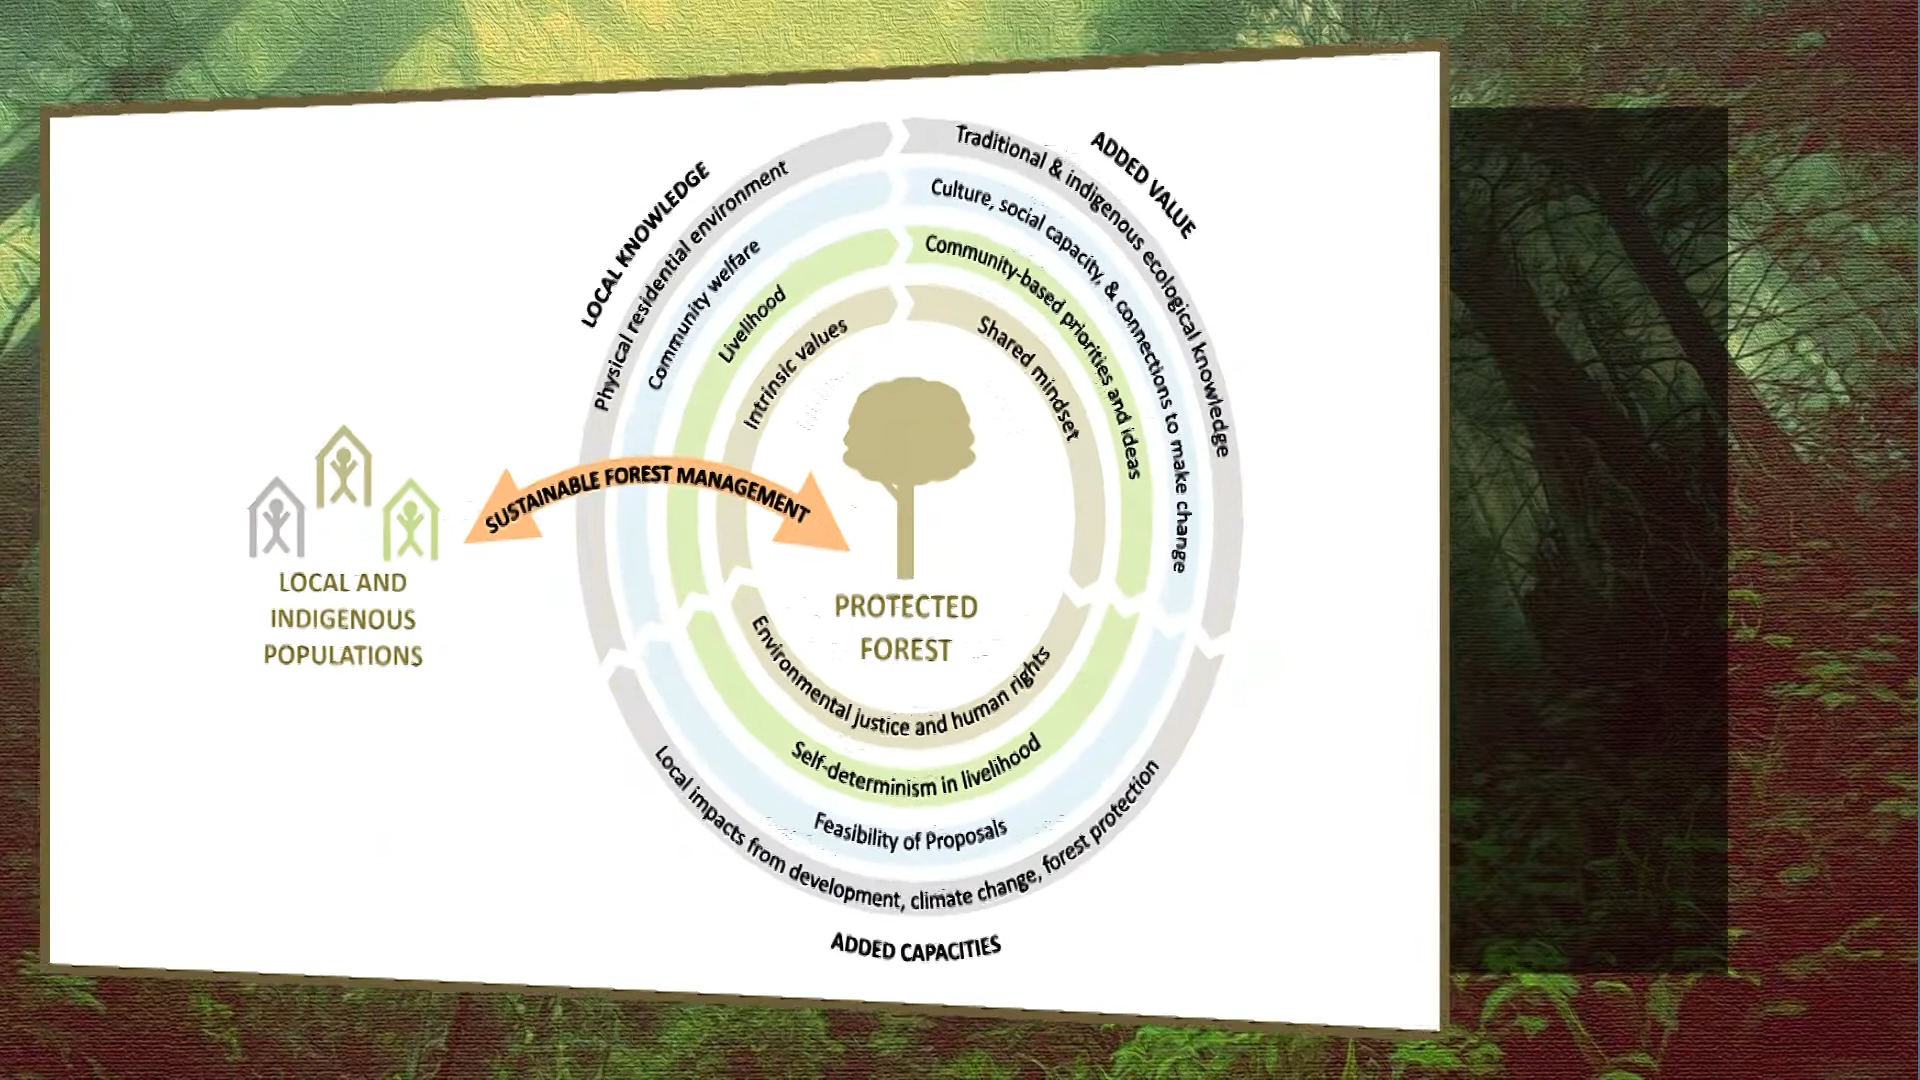 LOCAL KNOWLEDGE
Physical residential environment
Community welfare
Livelihood
Intrinsic values
ADDED VALUE
Traditional & indigenous ecological knowledge
Culture, social capacity, & connections to make change
Community-based priorities and ideas
Shared mindset
SUSTAINABLE FOREST MANAGEMENT
LOCAL AND
INDIGENOUS
POPULATIONS
PROTECTED
FOREST
Environmental justice and human rights
Self-determinism in livelihood
Feasibility of Proposals
Local impacts from development, climate change, forest protection
ADDED CAPACITIES